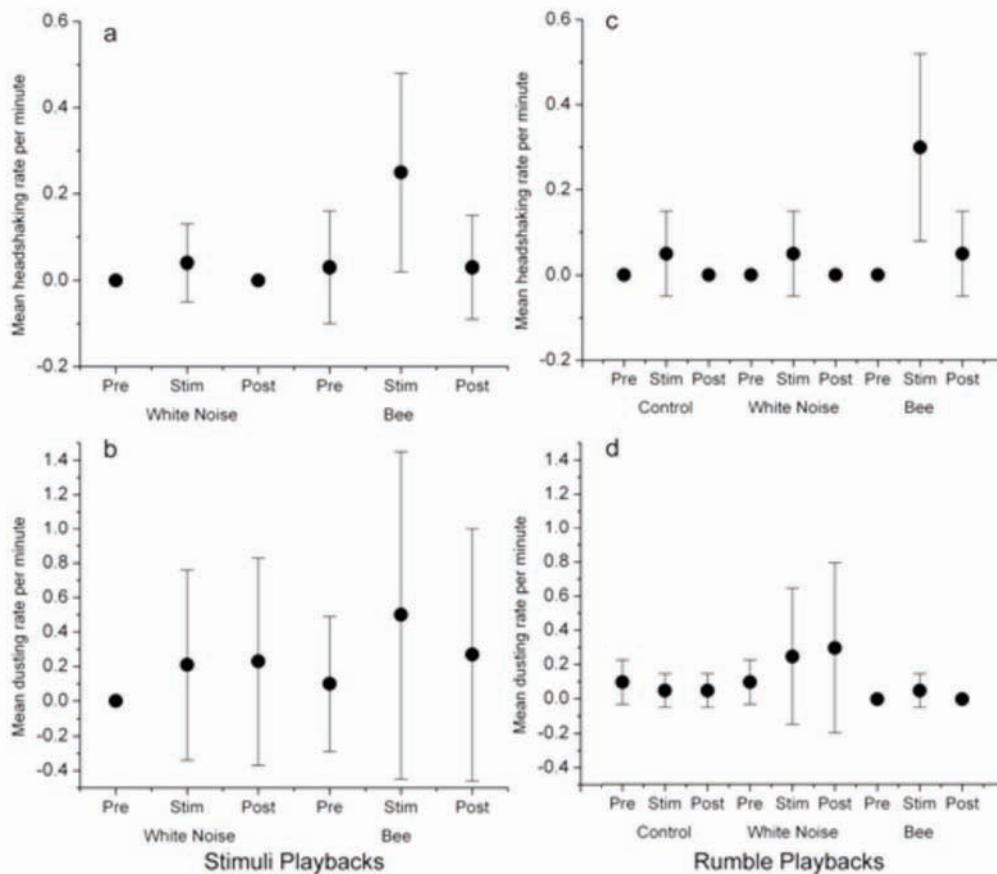 a
Mean headshaking rate per minute
0.6
0.4
0.2
0.0
-0.2
Pre Stim Post Pre Stim Post
White Noise Bee
c
Mean headshaking rate per minute
0.6
0.4
0.2
0.0
-0.2
Pre Stim Post Pre Stim Post Pre Stim Post
Control White Noise Bee
b
Mean dusting rate per minute
1.4
1.2
1.0
0.8
0.6
0.4
0.2
0.0
-0.2
-0.4
Pre Stim Post Pre Stim Post
White Noise Bee
Stimuli Playbacks
d
Mean dusting rate per minute
1.4
1.2
1.0
0.8
0.6
0.4
0.2
0.0
-0.2
-0.4
Pre Stim Post Pre Stim Post Pre Stim Post
Control White Noise Bee
Rumble Playbacks